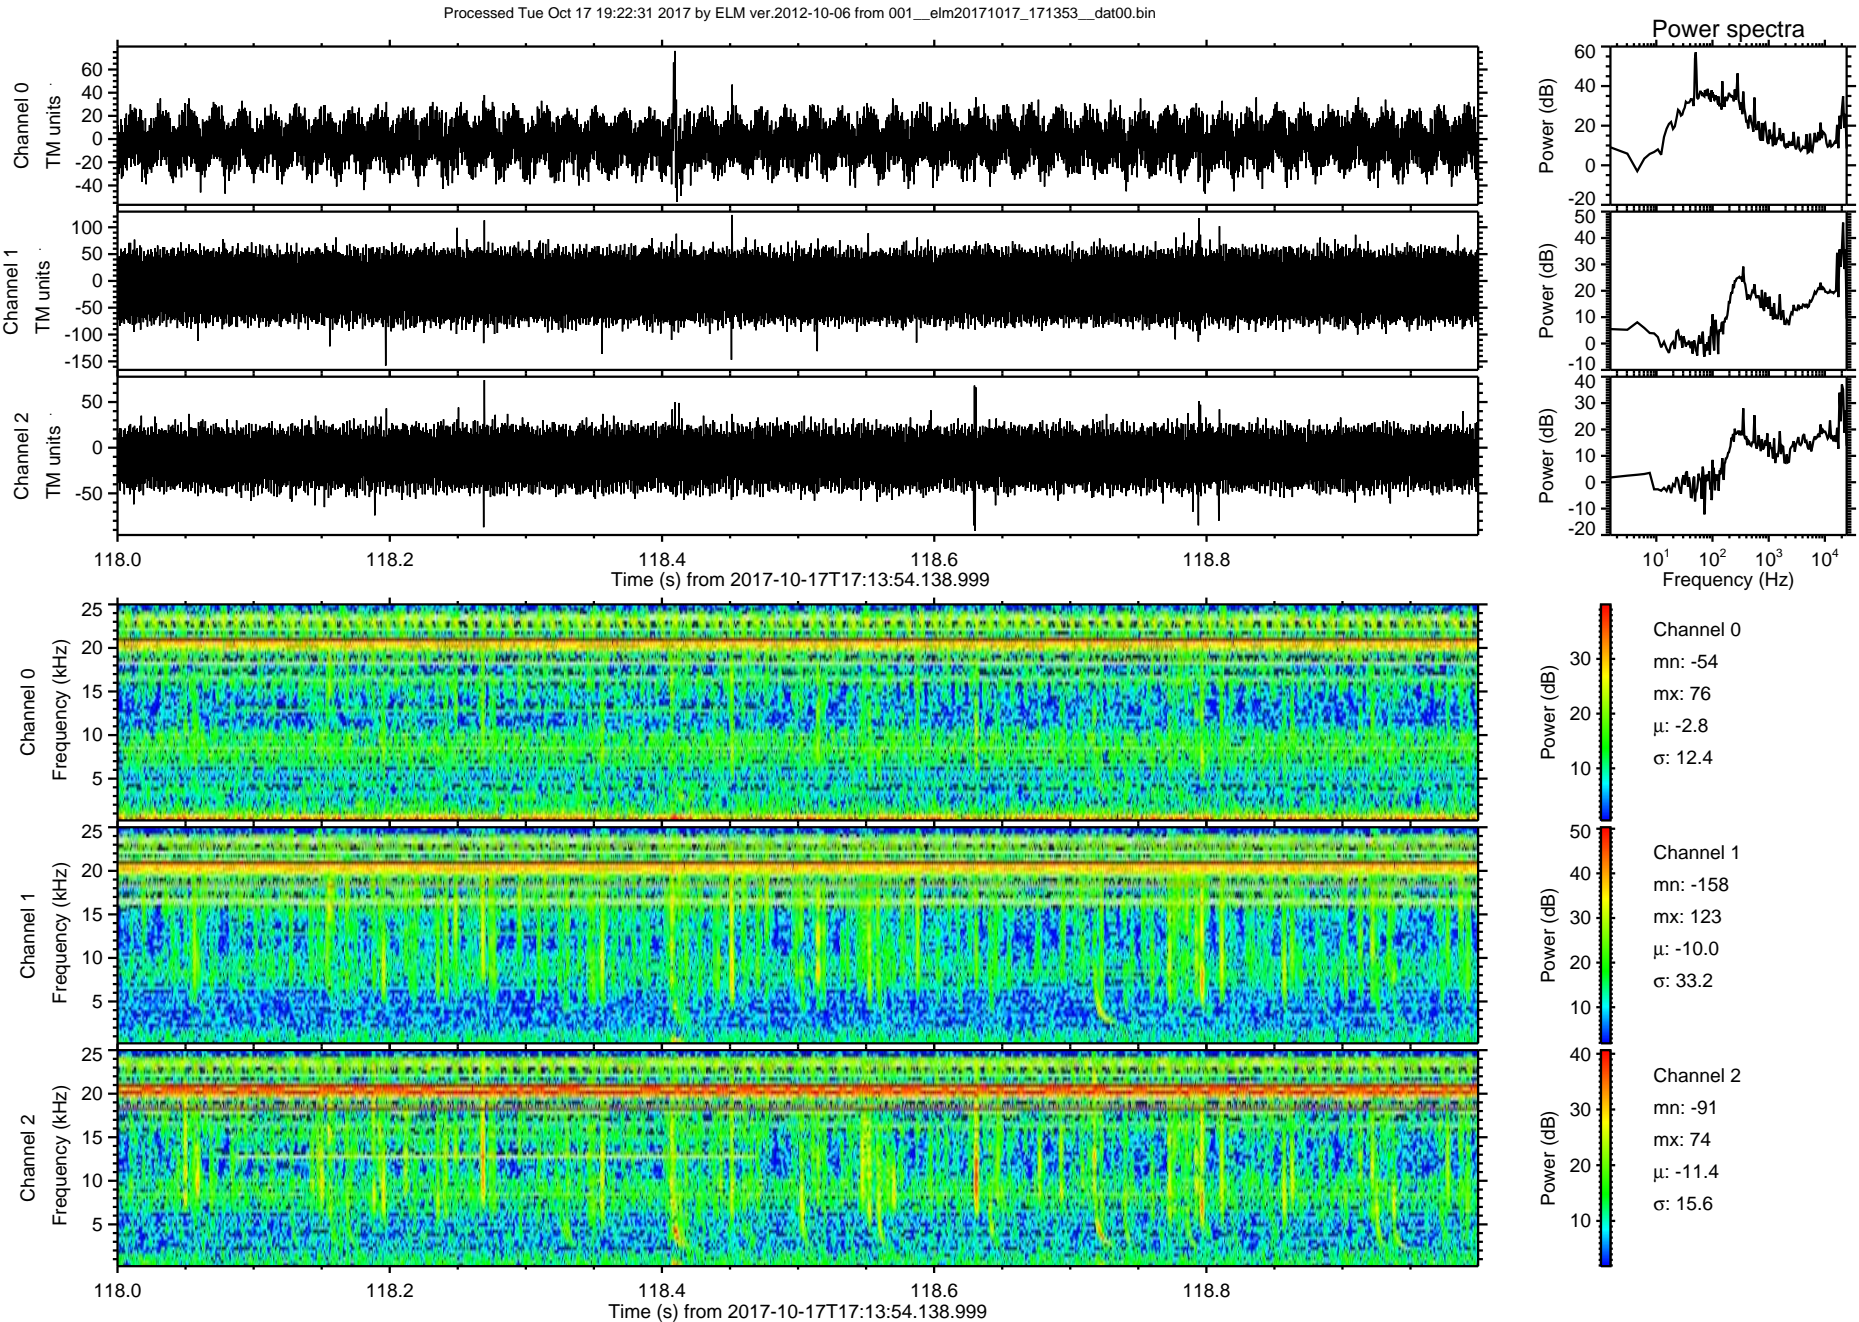 Processed Tue Oct 17 19:22:31 2017 by ELM ver.2012-10-06 from 001__elm20171017_171353__dat00.bin
Power spectra
Channel 0
TM units
60
40
20
0
-20
-40
Power (dB)
60
40
20
0
-20
Channel 1
TM units
100
50
0
-50
-100
-150
Power (dB)
50
40
30
20
10
0
-10
Channel 2
TM units
50
0
-50
Power (dB)
40
30
20
10
0
-10
-20
118.0 118.2 118.4 118.6 118.8
Time (s) from 2017-10-17T17:13:54.138.999
10^1 10^2 10^3 10^4
Frequency (Hz)
Channel 0
Frequency (kHz)
25
20
15
10
5
Power (dB)
30
20
10
Channel 0
mn: -54
mx: 76
μ: -2.8
σ: 12.4
Channel 1
Frequency (kHz)
25
20
15
10
5
Power (dB)
50
40
30
20
10
Channel 1
mn: -158
mx: 123
μ: -10.0
σ: 33.2
Channel 2
Frequency (kHz)
25
20
15
10
5
Power (dB)
40
30
20
10
Channel 2
mn: -91
mx: 74
μ: -11.4
σ: 15.6
118.0 118.2 118.4 118.6 118.8
Time (s) from 2017-10-17T17:13:54.138.999